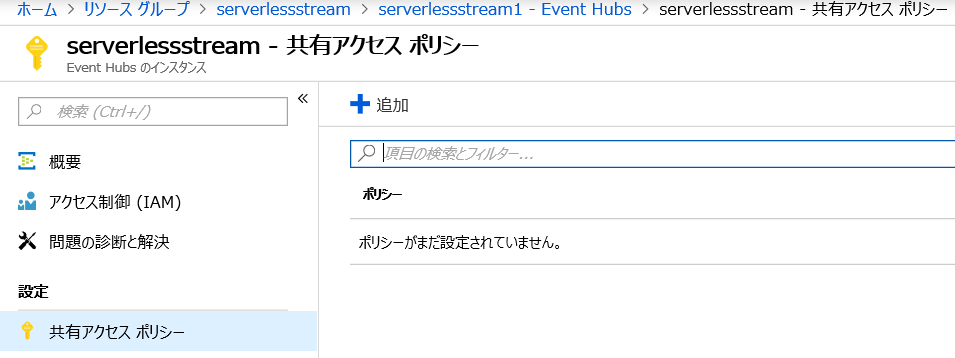 ホーム > リソース グループ > serverlessstream > serverlessstream1 - Event Hubs > serverlessstream - 共有アクセス ポリシー
serverlessstream - 共有アクセス ポリシー
Event Hubs のインスタンス
検索 (Ctrl+/)
«
概要
アクセス制御 (IAM)
問題の診断と解決
設定
共有アクセス ポリシー
追加
項目の検索とフィルター...
ポリシー
ポリシーがまだ設定されていません。